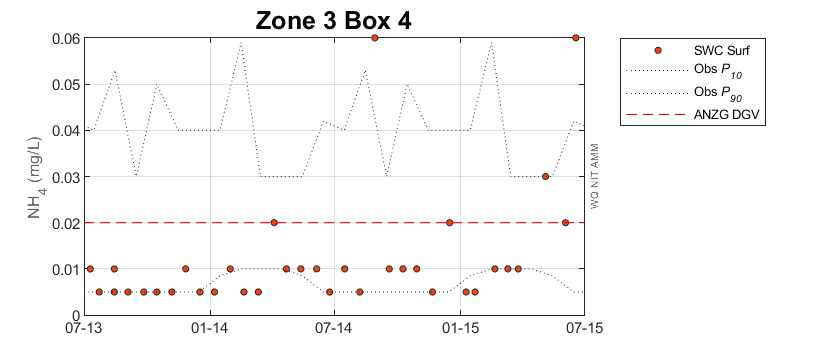 Zone 3 Box 4
0.06
0.05
0.04
0.03
0.02
0.01
0
NH4 (mg/L)
07-13
01-14
07-14
01-15
07-15
WQ NIT AMM
SWC Surf
Obs P10
Obs P90
ANZG DGV